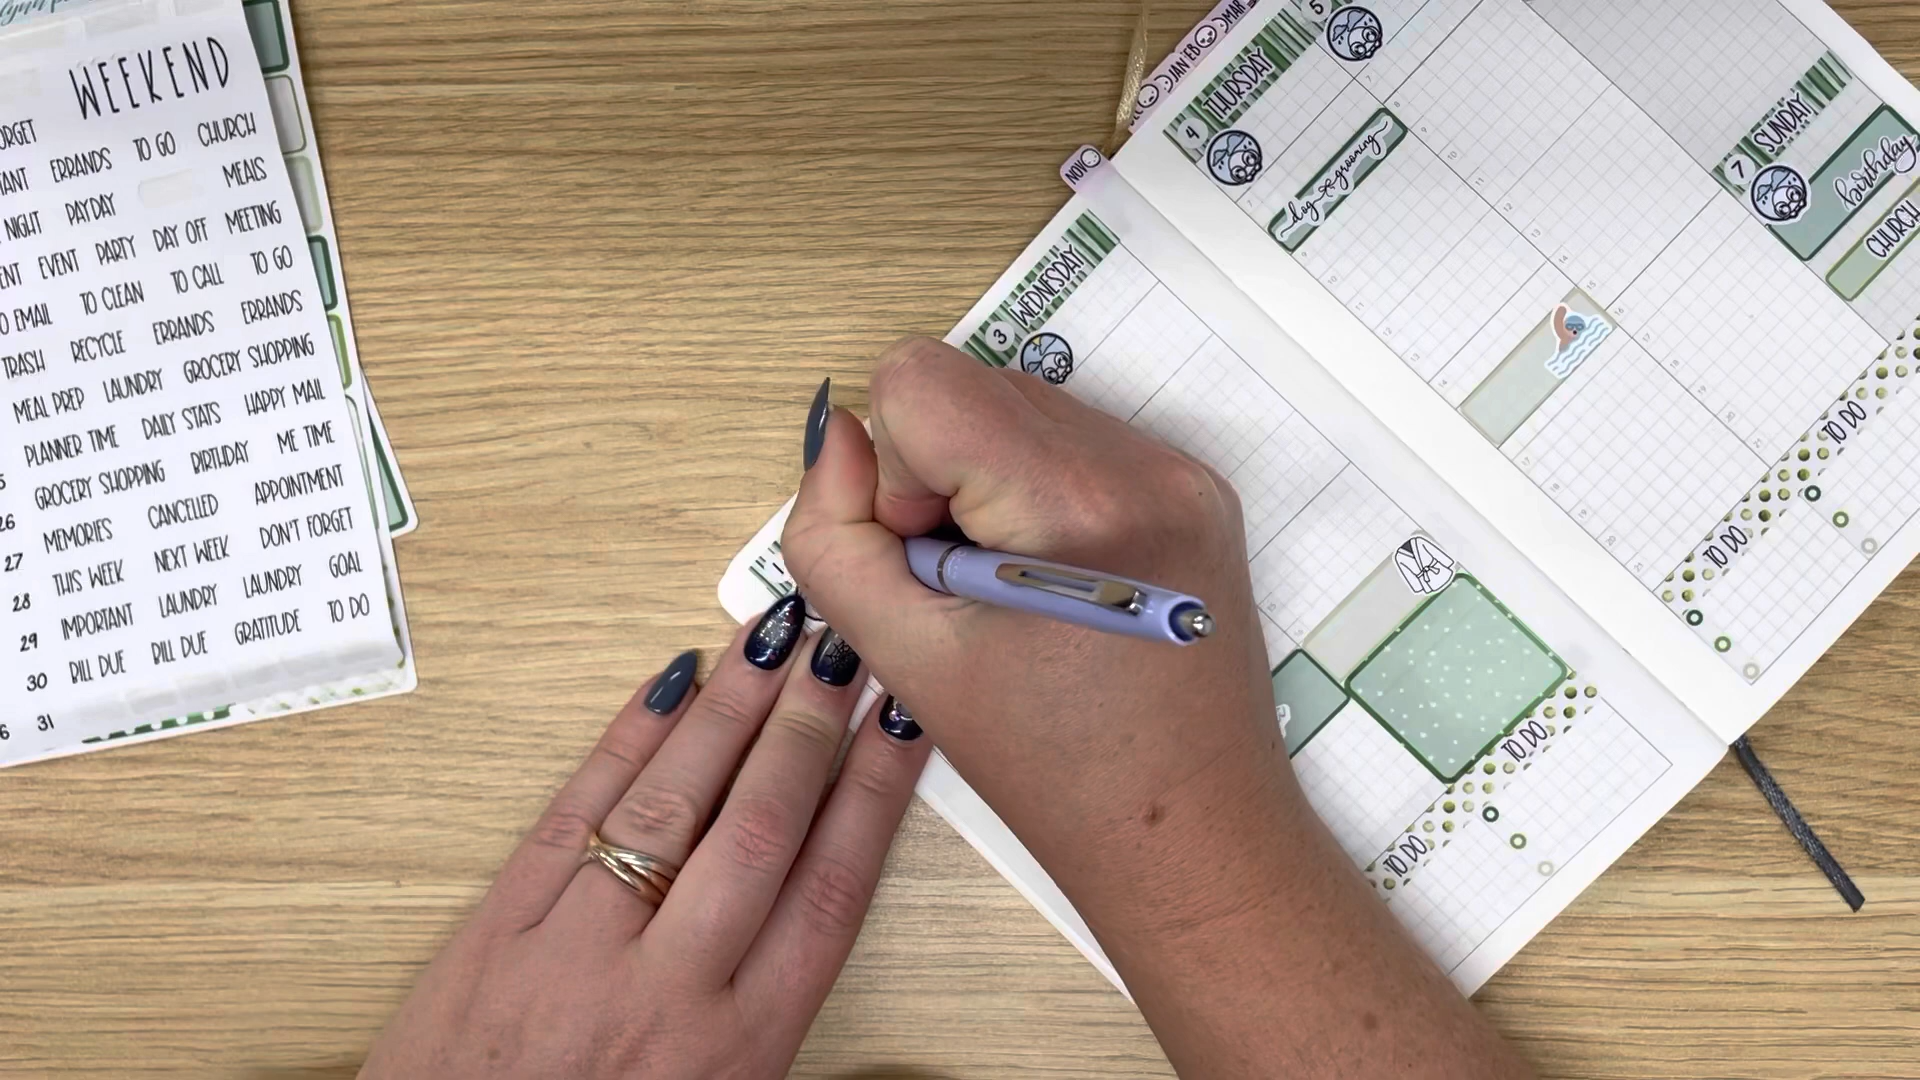 WEEKEND
ERRANDS TO GO CHURCH
NIGHT PAYDAY MEALS
EVENT PARTY DAY OFF MEETING
EMAIL TO CLEAN TO CALL TO GO
TRASH RECYCLE ERRANDS ERRANDS
MEAL PREP LAUNDRY GROCERY SHOPPING
PLANNER TIME DAILY STATS HAPPY MAIL
GROCERY SHOPPING BIRTHDAY ME TIME
26 MEMORIES CANCELLED APPOINTMENT
27 THIS WEEK NEXT WEEK DON'T FORGET
28 IMPORTANT LAUNDRY LAUNDRY GOAL
29 BILL DUE BILL DUE GRATITUDE TO DO
30
31
NOV
JAN
MAR
3 WEDNESDAY
4 THURSDAY
dog grooming
5
7 SUNDAY
birthday
CHURCH
TO DO
TO DO
TO DO
TO DO